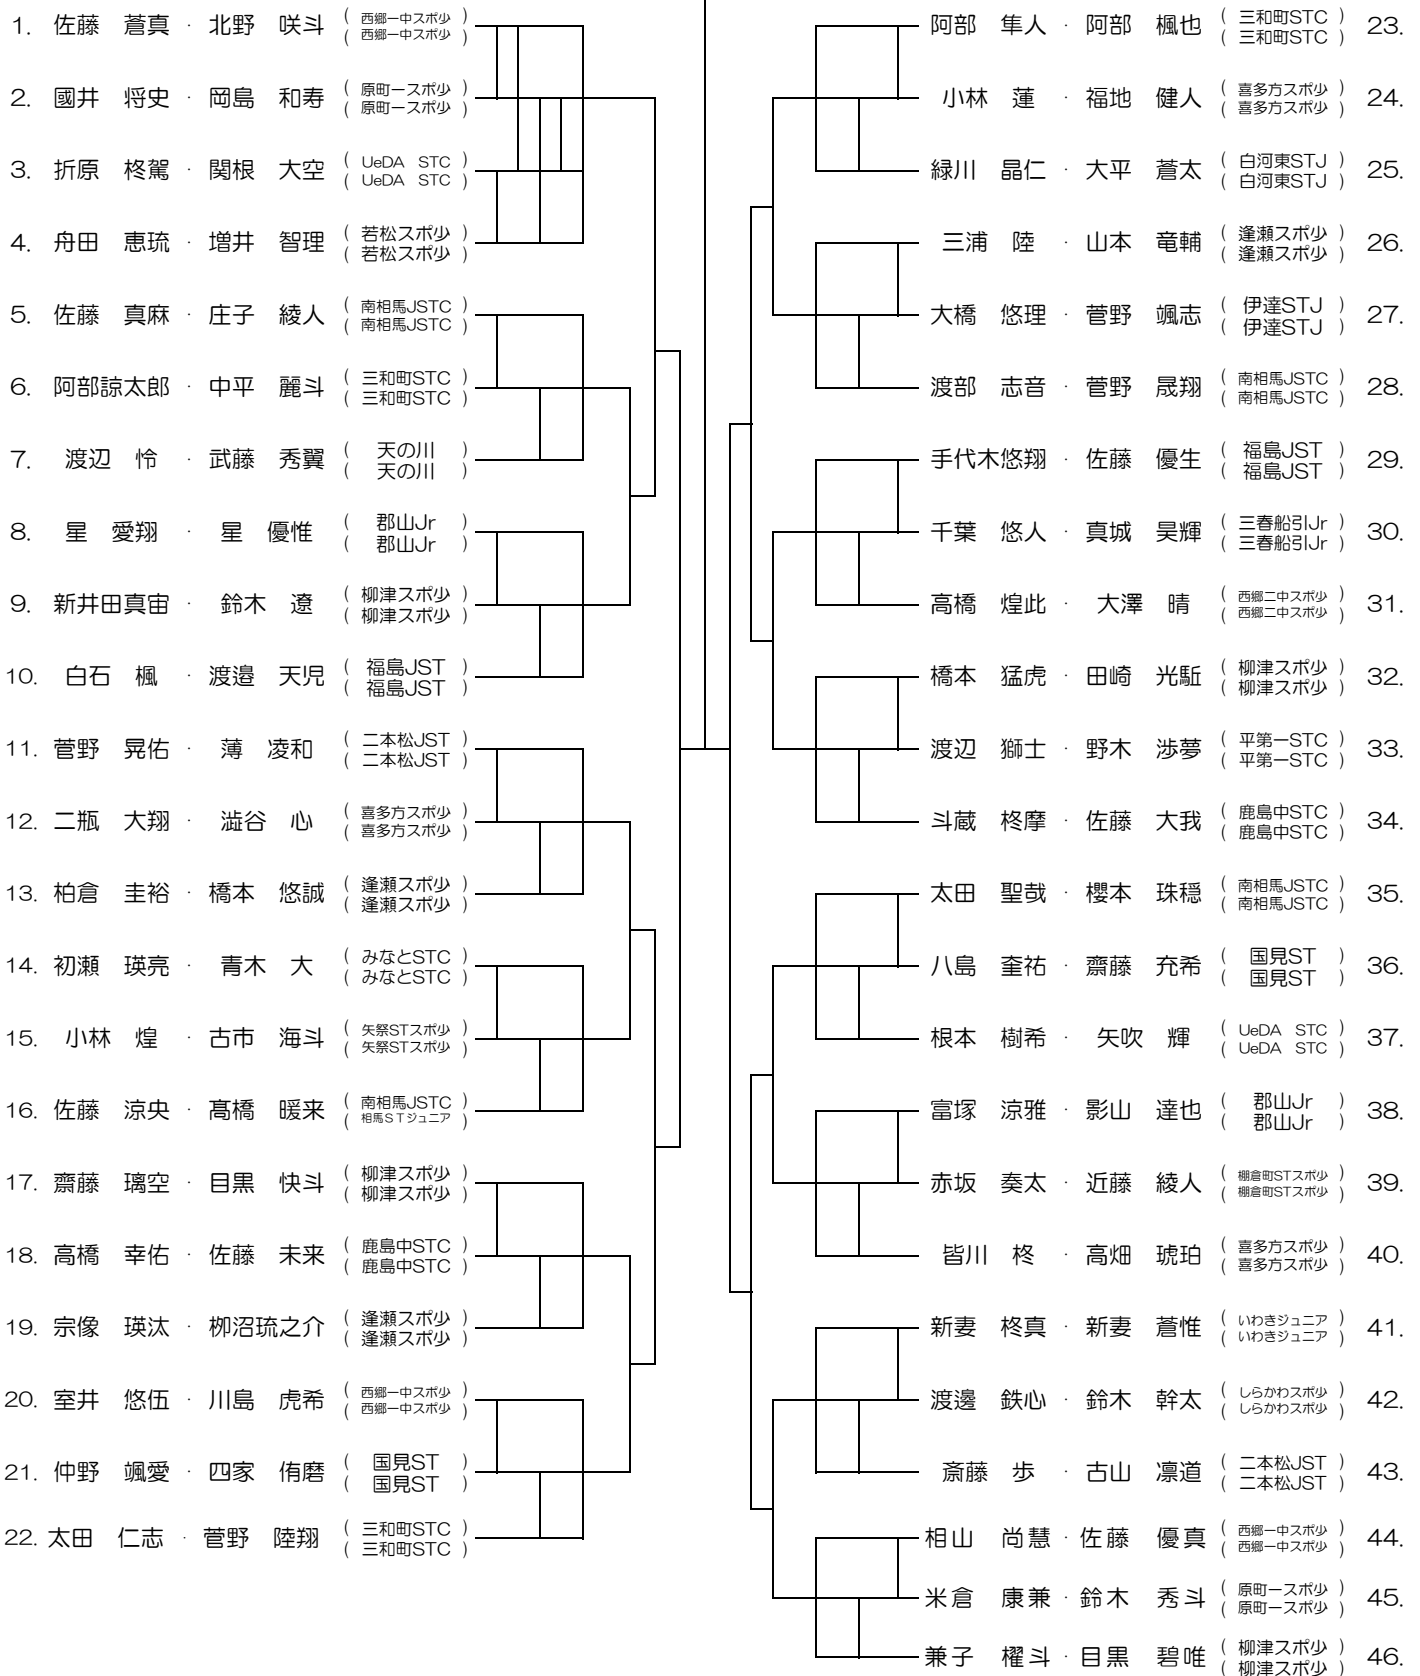 1. 佐藤 蒼真 · 北野 咲斗 (西郷一中スポ少) (西郷一中スポ少)
2. 國井 将史 · 岡島 和寿 (原町一スポ少) (原町一スポ少)
3. 折原 柊駕 · 関根 大空 (UeDA STC) (UeDA STC)
4. 舟田 恵琉 · 増井 智理 (若松スポ少) (若松スポ少)
5. 佐藤 真麻 · 庄子 綾人 (南相馬JSTC) (南相馬JSTC)
6. 阿部諒太郎 · 中平 麗斗 (三和町STC) (三和町STC)
7. 渡辺 怜 · 武藤 秀翼 (天の川) (天の川)
8. 星 愛翔 · 星 優惟 (郡山Jr) (郡山Jr)
9. 新井田真宙 · 鈴木 遼 (柳津スポ少) (柳津スポ少)
10. 白石 楓 · 渡邉 天児 (福島JST) (福島JST)
11. 菅野 晃佑 · 薄 凌和 (二本松JST) (二本松JST)
12. 二瓶 大翔 · 澁谷 心 (喜多方スポ少) (喜多方スポ少)
13. 柏倉 圭裕 · 橋本 悠誠 (逢瀬スポ少) (逢瀬スポ少)
14. 初瀬 瑛亮 · 青木 大 (みなとSTC) (みなとSTC)
15. 小林 煌 · 古市 海斗 (矢祭STスポ少) (矢祭STスポ少)
16. 佐藤 涼央 · 髙橋 暖来 (南相馬JSTC) (相馬STジュニア)
17. 齋藤 璃空 · 目黒 快斗 (柳津スポ少) (柳津スポ少)
18. 高橋 幸佑 · 佐藤 未来 (鹿島中STC) (鹿島中STC)
19. 宗像 瑛汰 · 栁沼琉之介 (逢瀬スポ少) (逢瀬スポ少)
20. 室井 悠伍 · 川島 虎希 (西郷一中スポ少) (西郷一中スポ少)
21. 仲野 颯愛 · 四家 侑磨 (国見ST) (国見ST)
22. 太田 仁志 · 菅野 陸翔 (三和町STC) (三和町STC)
阿部 隼人 · 阿部 楓也 (三和町STC) (三和町STC) 23.
小林 蓮 · 福地 健人 (喜多方スポ少) (喜多方スポ少) 24.
緑川 晶仁 · 大平 蒼太 (白河東STJ) (白河東STJ) 25.
三浦 陸 · 山本 竜輔 (逢瀬スポ少) (逢瀬スポ少) 26.
大橋 悠理 · 菅野 颯志 (伊達STJ) (伊達STJ) 27.
渡部 志音 · 菅野 晟翔 (南相馬JSTC) (南相馬JSTC) 28.
手代木悠翔 · 佐藤 優生 (福島JST) (福島JST) 29.
千葉 悠人 · 真城 昊輝 (三春船引Jr) (三春船引Jr) 30.
高橋 煌此 · 大澤 晴 (西郷二中スポ少) (西郷二中スポ少) 31.
橋本 猛虎 · 田崎 光駈 (柳津スポ少) (柳津スポ少) 32.
渡辺 獅士 · 野木 渉夢 (平第一STC) (平第一STC) 33.
斗蔵 柊摩 · 佐藤 大我 (鹿島中STC) (鹿島中STC) 34.
太田 聖哉 · 櫻本 珠穏 (南相馬JSTC) (南相馬JSTC) 35.
八島 奎祐 · 齋藤 充希 (国見ST) (国見ST) 36.
根本 樹希 · 矢吹 輝 (UeDA STC) (UeDA STC) 37.
富塚 涼雅 · 影山 達也 (郡山Jr) (郡山Jr) 38.
赤坂 奏太 · 近藤 綾人 (棚倉町STスポ少) (棚倉町STスポ少) 39.
皆川 柊 · 高畑 琥珀 (喜多方スポ少) (喜多方スポ少) 40.
新妻 柊真 · 新妻 蒼惟 (いわきジュニア) (いわきジュニア) 41.
渡邊 鉄心 · 鈴木 幹太 (しらかわスポ少) (しらかわスポ少) 42.
斎藤 歩 · 古山 凛道 (二本松JST) (二本松JST) 43.
相山 尚慧 · 佐藤 優真 (西郷一中スポ少) (西郷一中スポ少) 44.
米倉 康兼 · 鈴木 秀斗 (原町一スポ少) (原町一スポ少) 45.
兼子 櫂斗 · 目黒 碧唯 (柳津スポ少) (柳津スポ少) 46.